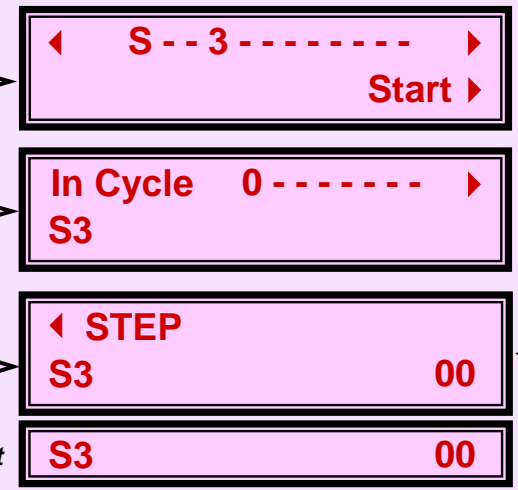 S - - 3 - - - - - - - -
Start
In Cycle 0 - - - - - - -
S3
STEP
S3 00
S3 00